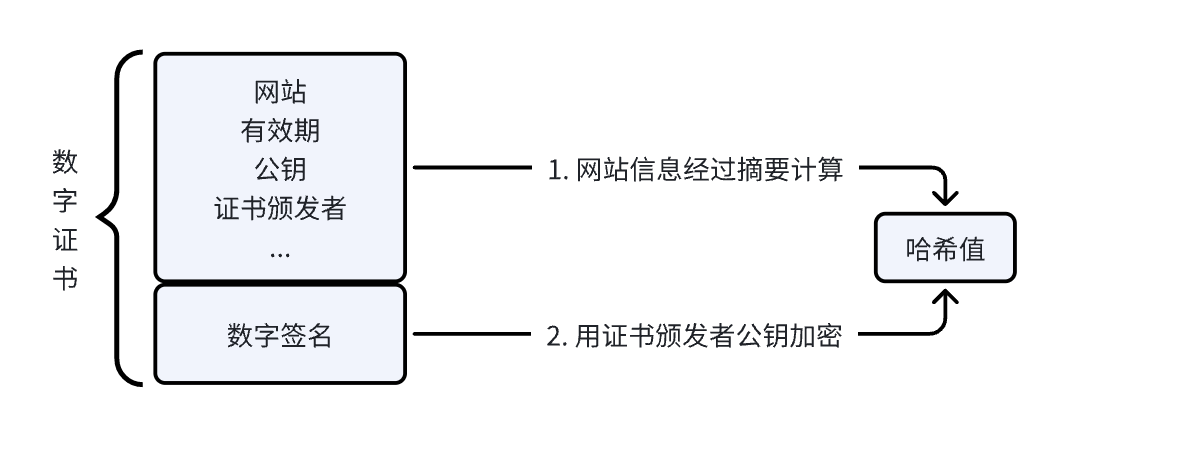 数字证书
网站
有效期
公钥
证书颁发者
...
数字签名
1. 网站信息经过摘要计算
哈希值
2. 用证书颁发者公钥加密